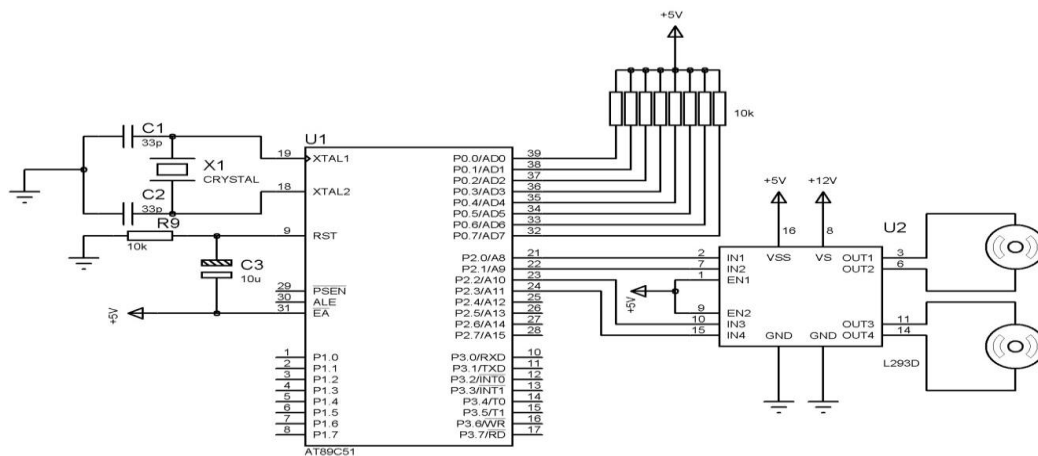 +5V
10k
C1
33p
X1
CRYSTAL
C2
33p
R9
10k
C3
10u
+5V
U1
19 XTAL1
18 XTAL2
9 RST
29 PSEN
30 ALE
31 EA
1 P1.0
2 P1.1
3 P1.2
4 P1.3
5 P1.4
6 P1.5
7 P1.6
8 P1.7
P0.0/AD0 39
P0.1/AD1 38
P0.2/AD2 37
P0.3/AD3 36
P0.4/AD4 35
P0.5/AD5 34
P0.6/AD6 33
P0.7/AD7 32
P2.0/A8 21
P2.1/A9 22
P2.2/A10 23
P2.3/A11 24
P2.4/A12 25
P2.5/A13 26
P2.6/A14 27
P2.7/A15 28
P3.0/RXD 10
P3.1/TXD 11
P3.2/INT0 12
P3.3/INT1 13
P3.4/T0 14
P3.5/T1 15
P3.6/WR 16
P3.7/RD 17
AT89C51
+5V
+5V +12V
16 8
U2
VSS VS
2 IN1
7 IN2
1 EN1
9 EN2
10 IN3
15 IN4
OUT1 3
OUT2 6
OUT3 11
OUT4 14
GND GND
L293D